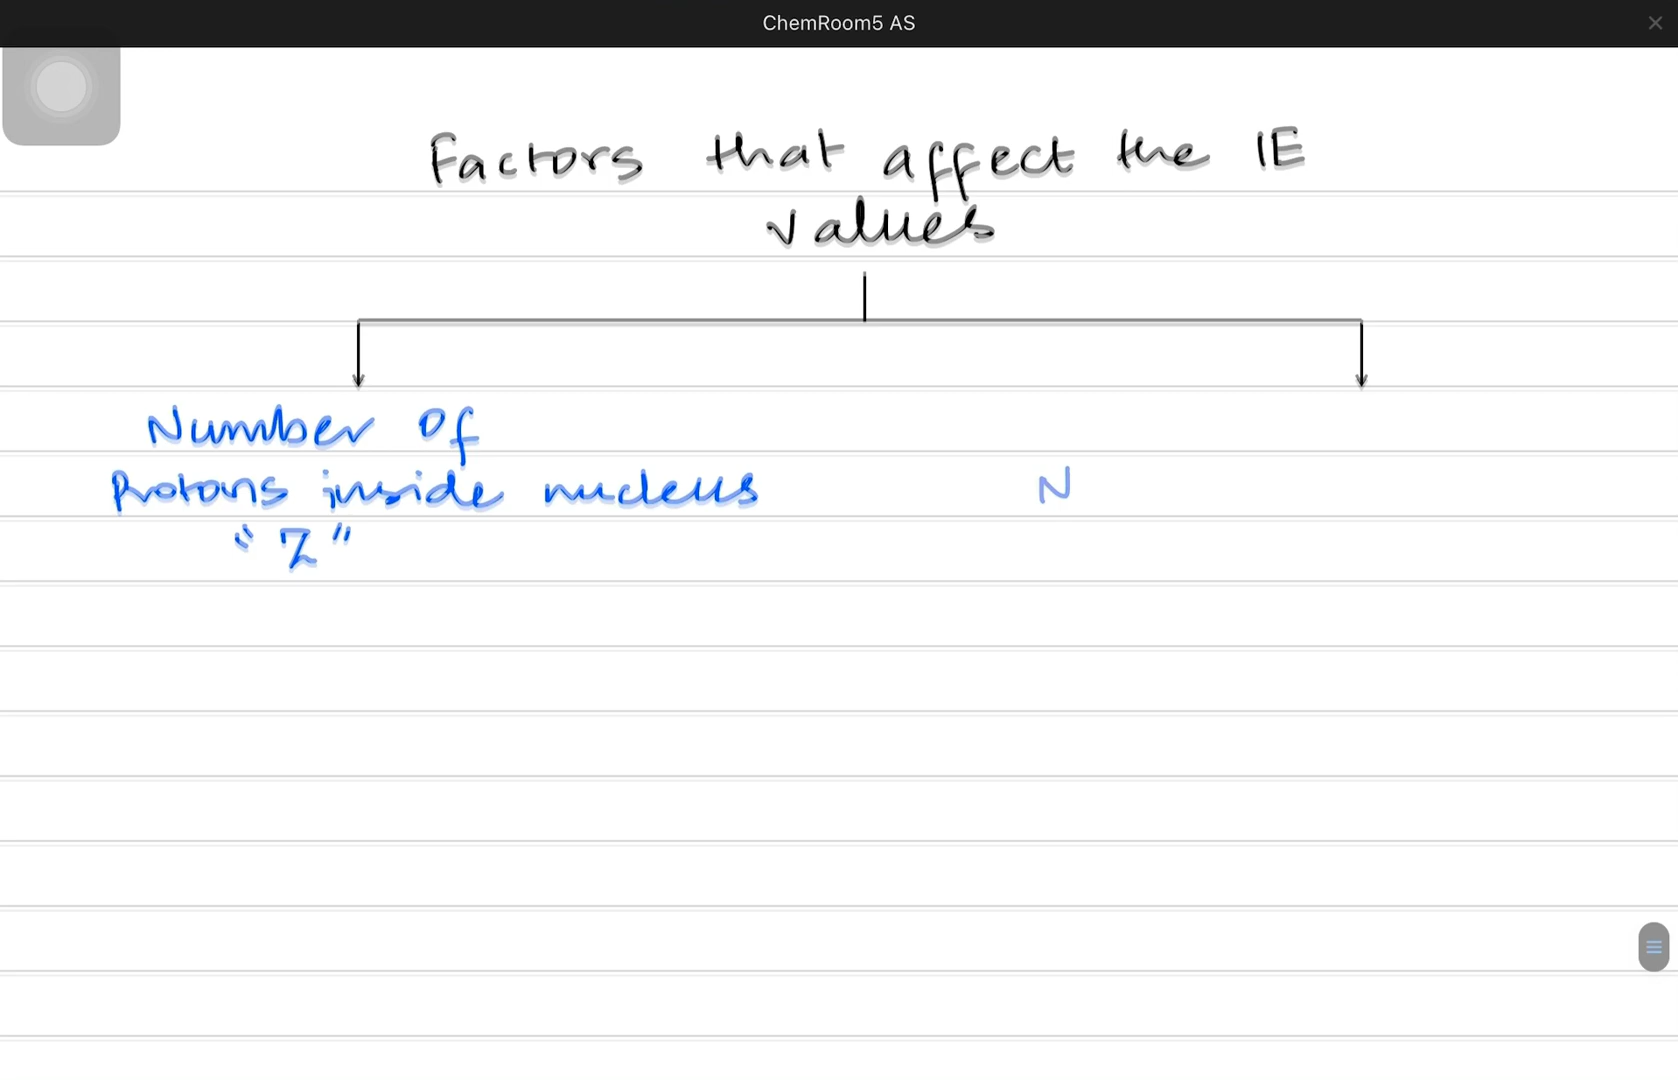 ChemRoom5 AS
Factors that affect the IE
values
Number of
Protons inside nucleus
N
"Z"